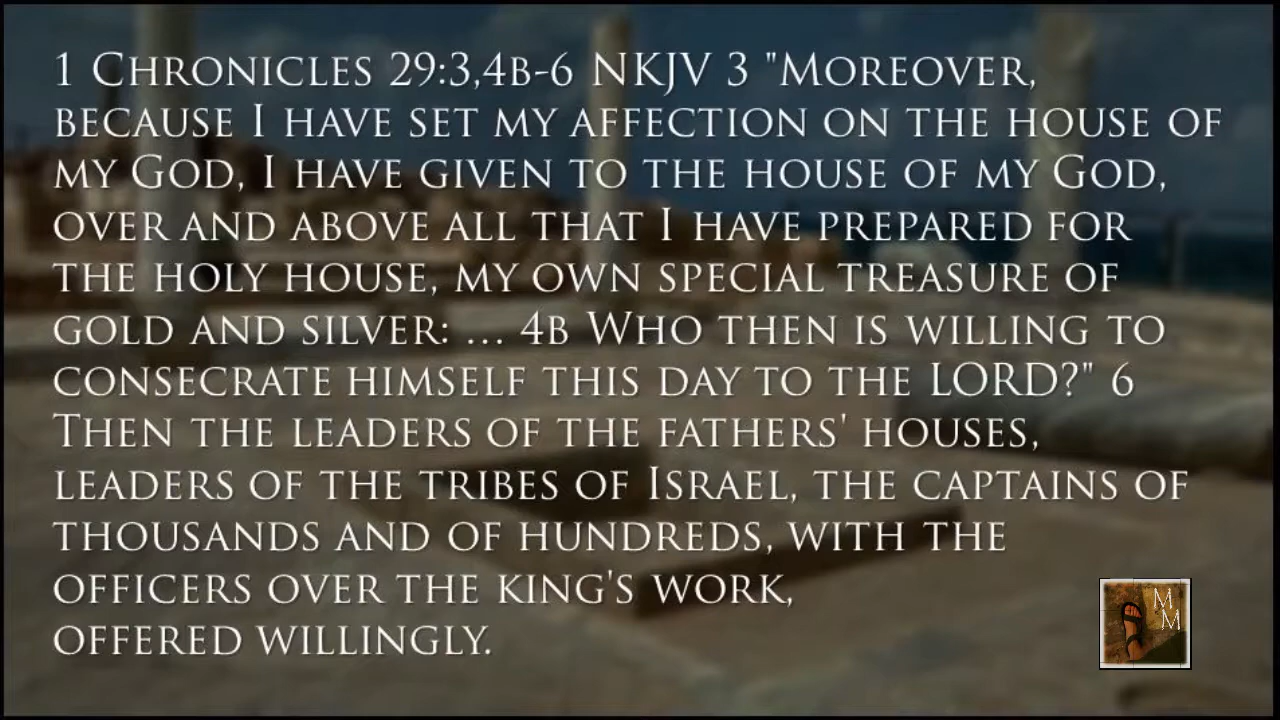 1 Chronicles 29:3,4b-6 NKJV 3 "Moreover,
because I have set my affection on the house of
my God, I have given to the house of my God,
over and above all that I have prepared for
the holy house, my own special treasure of
gold and silver: ... 4b Who then is willing to
consecrate himself this day to the LORD?" 6
Then the leaders of the fathers' houses,
leaders of the tribes of Israel, the captains of
thousands and of hundreds, with the
officers over the king's work,
offered willingly.
M
M